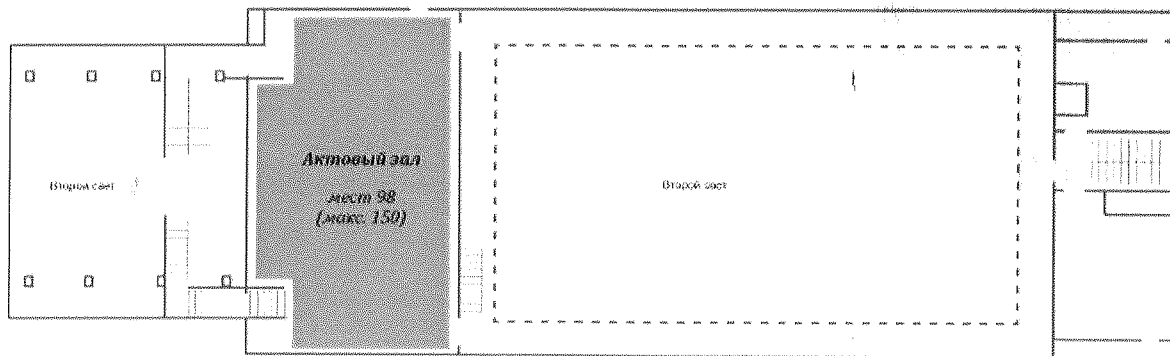 Актовый зал
мест 98
(макс. 150)
Второй свет
Второй свет